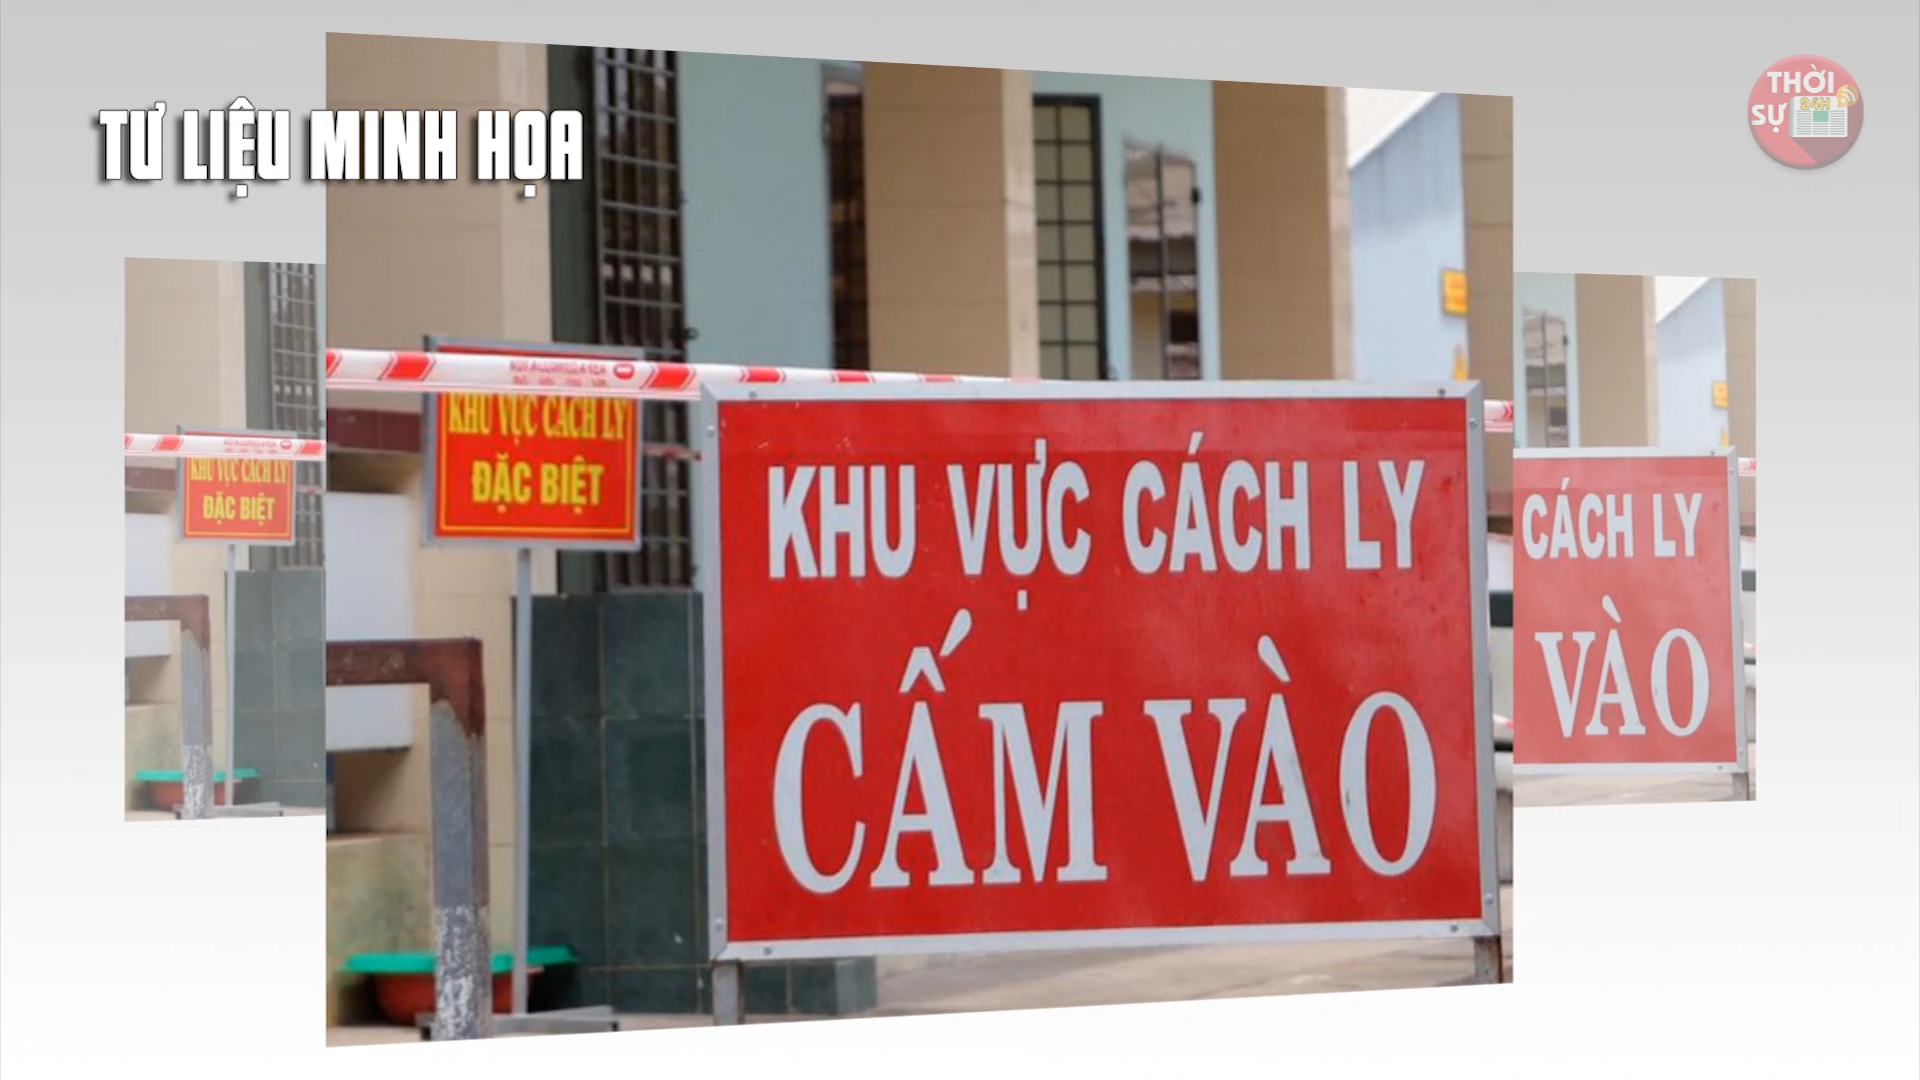 TƯ LIỆU MINH HỌA
THỜI
SỰ
24H
KHU VỰC CÁCH LY
ĐẶC BIỆT
KHU VỰC CÁCH LY
CẤM VÀO
KHU VỰC CÁCH LY
ĐẶC BIỆT
CÁCH LY
VÀO